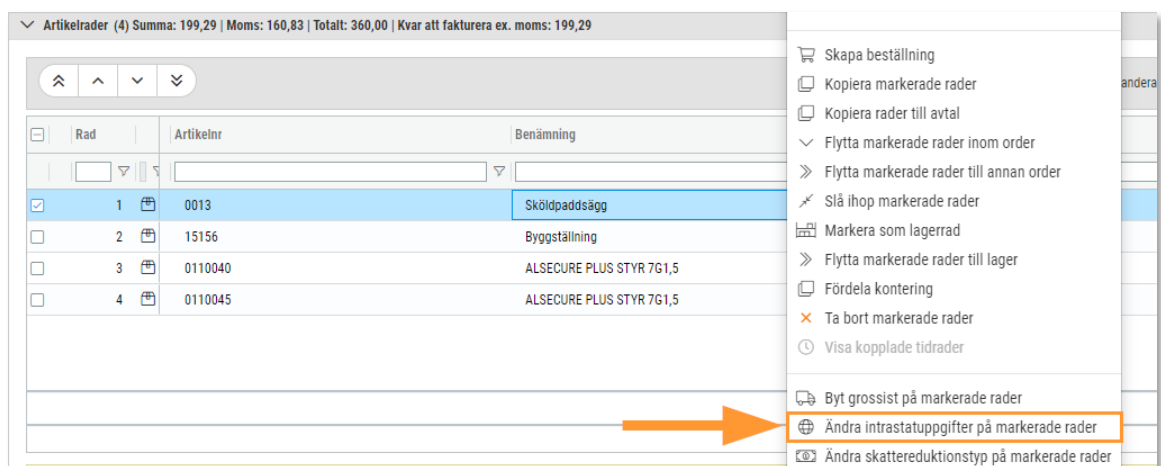 Artikelrader (4) Summa: 199,29 | Moms: 160,83 | Totalt: 360,00 | Kvar att fakturera ex. moms: 199,29
Rad Artikelnr Benämning
1 0013 Sköldpaddsägg
2 15156 Byggställning
3 0110040 ALSECURE PLUS STYR 7G1,5
4 0110045 ALSECURE PLUS STYR 7G1,5
Skapa beställning
Kopiera markerade rader
Kopiera rader till avtal
Flytta markerade rader inom order
Flytta markerade rader till annan order
Slå ihop markerade rader
Markera som lagerrad
Flytta markerade rader till lager
Fördela kontering
Ta bort markerade rader
Visa kopplade tidrader
Byt grossist på markerade rader
Ändra intrastatuppgifter på markerade rader
Ändra skattereduktionstyp på markerade rader